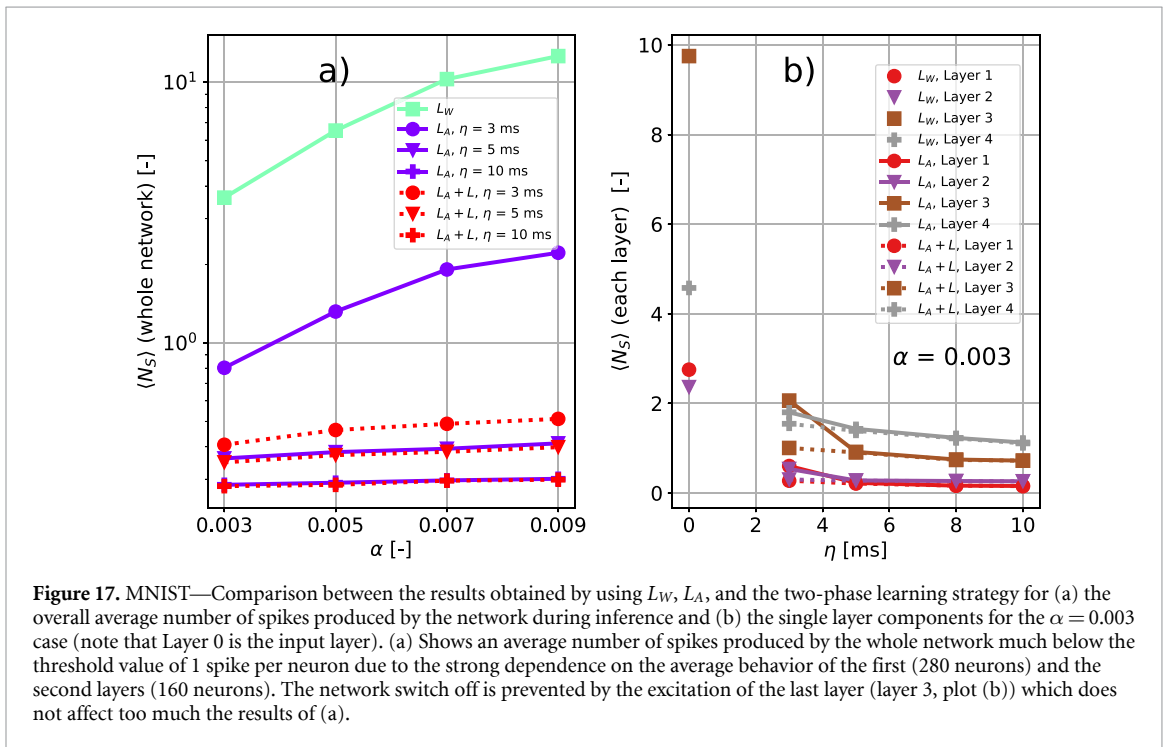 a)
10¹
10⁰
⟨N_S⟩ (whole network) [-]
L_W
L_A, η = 3 ms
L_A, η = 5 ms
L_A, η = 10 ms
L_A + L, η = 3 ms
L_A + L, η = 5 ms
L_A + L, η = 10 ms
0.003 0.005 0.007 0.009
α [-]
b)
10
8
6
4
2
0
⟨N_S⟩ (each layer) [-]
L_W, Layer 1
L_W, Layer 2
L_W, Layer 3
L_W, Layer 4
L_A, Layer 1
L_A, Layer 2
L_A, Layer 3
L_A, Layer 4
L_A + L, Layer 1
L_A + L, Layer 2
L_A + L, Layer 3
L_A + L, Layer 4
α = 0.003
0 2 4 6 8 10
η [ms]
Figure 17. MNIST—Comparison between the results obtained by using L_W, L_A, and the two-phase learning strategy for (a) the
overall average number of spikes produced by the network during inference and (b) the single layer components for the α = 0.003
case (note that Layer 0 is the input layer). (a) Shows an average number of spikes produced by the whole network much below the
threshold value of 1 spike per neuron due to the strong dependence on the average behavior of the first (280 neurons) and the
second layers (160 neurons). The network switch off is prevented by the excitation of the last layer (layer 3, plot (b)) which does
not affect too much the results of (a).